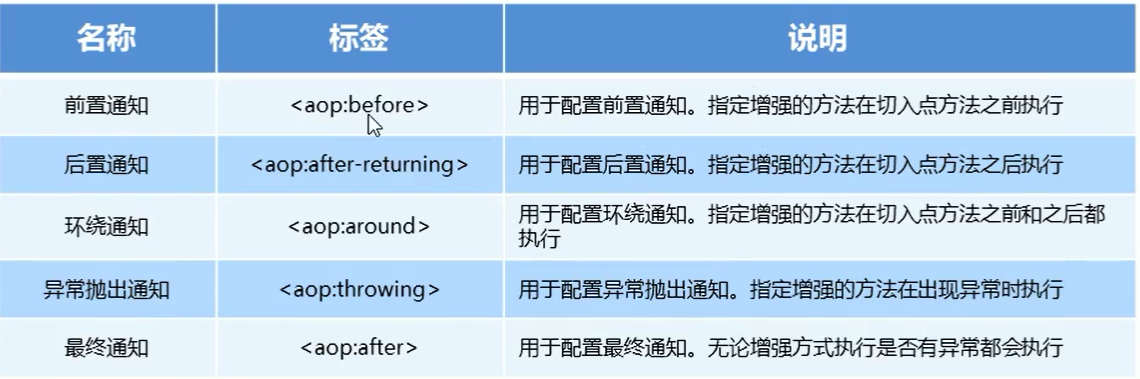 名称 标签 说明
前置通知 <aop:before> 用于配置前置通知。指定增强的方法在切入点方法之前执行
后置通知 <aop:after-returning> 用于配置后置通知。指定增强的方法在切入点方法之后执行
环绕通知 <aop:around> 用于配置环绕通知。指定增强的方法在切入点方法之前和之后都
执行
异常抛出通知 <aop:throwing> 用于配置异常抛出通知。指定增强的方法在出现异常时执行
最终通知 <aop:after> 用于配置最终通知。无论增强方式执行是否有异常都会执行